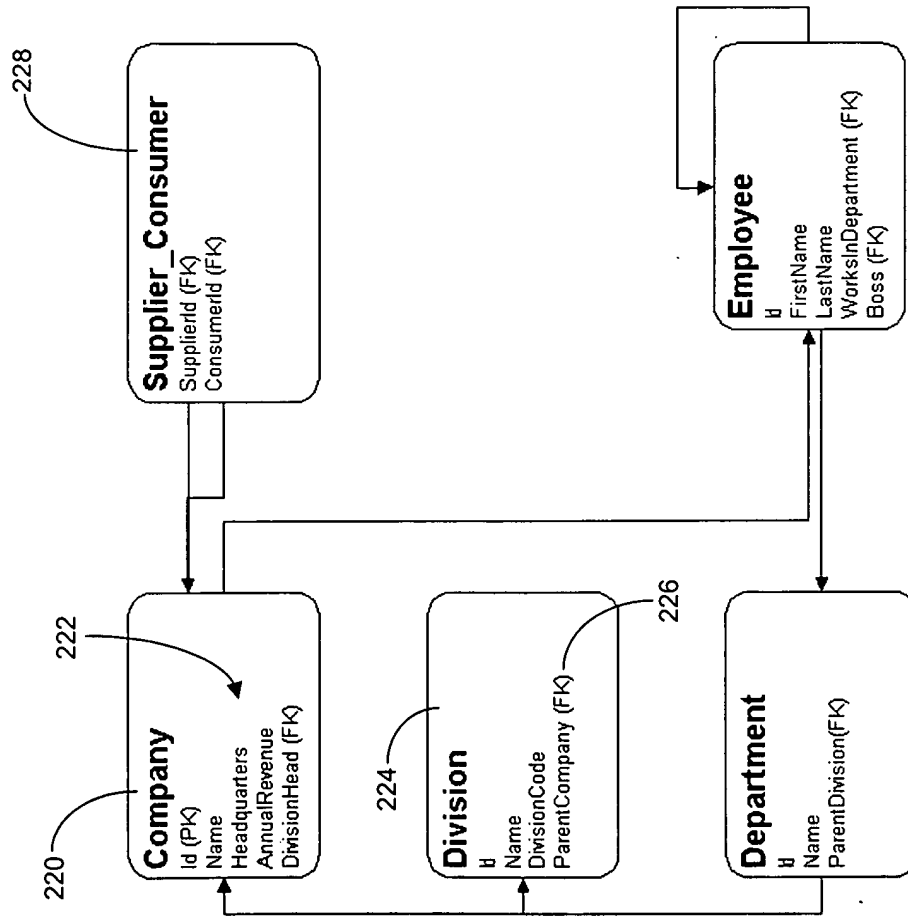 220
Company
Id (PK)
Name
Headquarters
AnnualRevenue
DivisionHead (FK)
222
228
Supplier_Consumer
SupplierId (FK)
ConsumerId (FK)
224
Division
Id
Name
DivisionCode
ParentCompany (FK)
226
Department
Id
Name
ParentDivision(FK)
Employee
Id
FirstName
LastName
WorksInDepartment (FK)
Boss (FK)